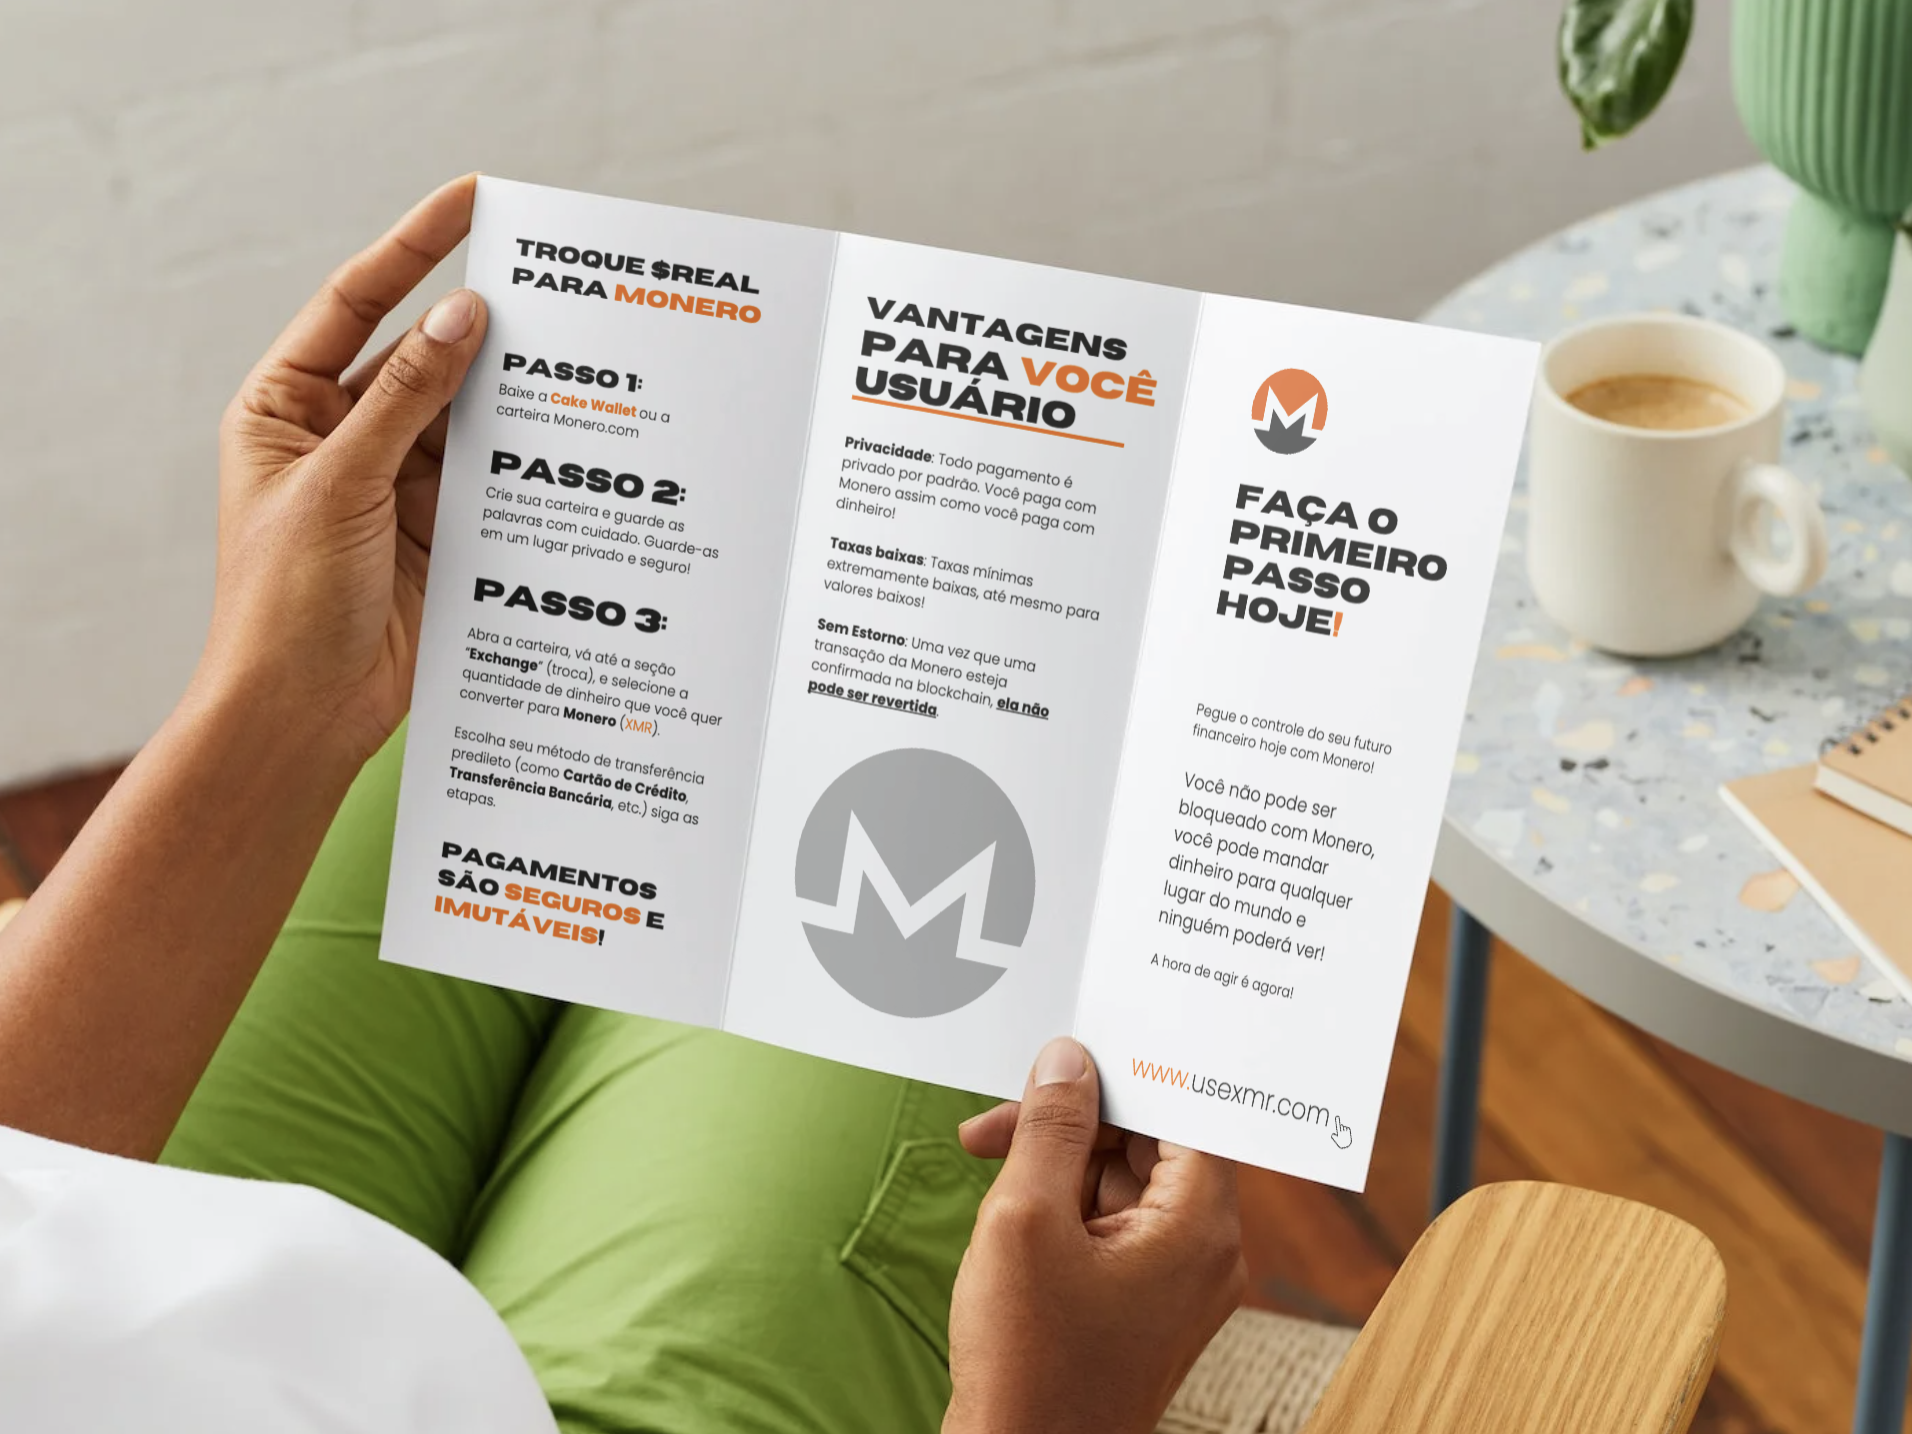 TROQUE $REAL
PARA MONERO
PASSO 1:
Baixe a Cake Wallet ou a
carteira Monero.com
PASSO 2:
Crie sua carteira e guarde as
palavras com cuidado. Guarde-as
em um lugar privado e seguro!
PASSO 3:
Abra a carteira, vá até a seção
"Exchange" (troca), e selecione a
quantidade de dinheiro que você quer
converter para Monero (XMR).
Escolha seu método de transferência
predileto (como Cartão de Crédito,
Transferência Bancária, etc.) siga as
etapas.
PAGAMENTOS
SÃO SEGUROS E
IMUTÁVEIS!
VANTAGENS
PARA VOCÊ
USUÁRIO
Privacidade: Todo pagamento é
privado por padrão. Você paga com
Monero assim como você paga com
dinheiro!
Taxas baixas: Taxas mínimas
extremamente baixas, até mesmo para
valores baixos!
Sem Estorno: Uma vez que uma
transação da Monero esteja
confirmada na blockchain, ela não
pode ser revertida.
FAÇA O
PRIMEIRO
PASSO
HOJE!
Pegue o controle do seu futuro
financeiro hoje com Monero!
Você não pode ser
bloqueado com Monero,
você pode mandar
dinheiro para qualquer
lugar do mundo e
ninguém poderá ver!
A hora de agir é agora!
www.usexmr.com